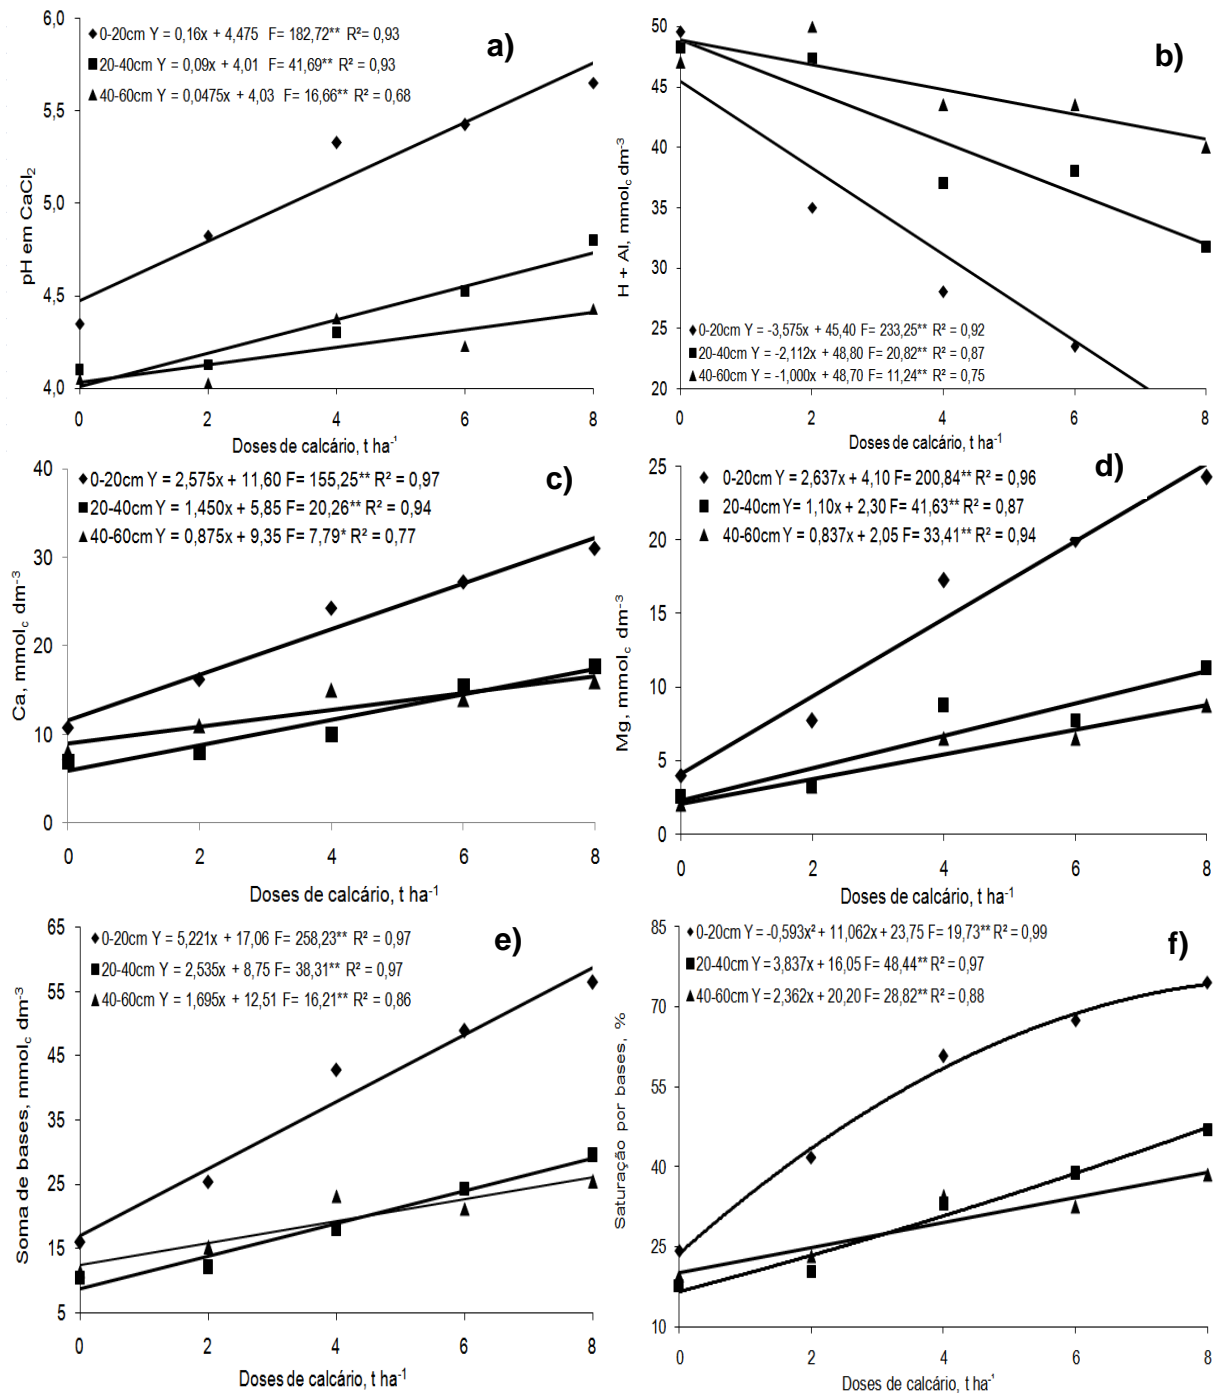 a)
◆0-20cm Y = 0,16x + 4,475 F= 182,72** R²= 0,93
■20-40cm Y = 0,09x + 4,01 F = 41,69** R² = 0,93
▲40-60cm Y = 0,0475x + 4,03 F = 16,66** R² = 0,68
pH em CaCl₂
6,0
5,5
5,0
4,5
4,0
0 2 4 6 8
Doses de calcário, t ha⁻¹
b)
H + Al, mmol꜀ dm⁻³
50
45
40
35
30
25
20
◆0-20cm Y = -3,575x + 45,40 F = 233,25** R² = 0,92
■20-40cm Y = -2,112x + 48,80 F = 20,82** R² = 0,87
▲40-60cm Y = -1,000x + 48,70 F = 11,24** R² = 0,75
0 2 4 6 8
Doses de calcário, t ha⁻¹
c)
◆0-20cm Y = 2,575x + 11,60 F= 155,25** R² = 0,97
■20-40cm Y = 1,450x + 5,85 F = 20,26** R² = 0,94
▲40-60cm Y = 0,875x + 9,35 F = 7,79* R² = 0,77
Ca, mmol꜀ dm⁻³
40
30
20
10
0
0 2 4 6 8
Doses de calcário, t ha⁻¹
d)
◆0-20cm Y = 2,637x + 4,10 F= 200,84** R² = 0,96
■20-40cm Y = 1,10x + 2,30 F = 41,63** R² = 0,87
▲40-60cm Y = 0,837x + 2,05 F = 33,41** R² = 0,94
Mg, mmol꜀ dm⁻³
25
20
15
10
5
0
0 2 4 6 8
Doses de calcário, t ha⁻¹
e)
◆0-20cm Y = 5,221x + 17,06 F= 258,23** R² = 0,97
■20-40cm Y = 2,535x + 8,75 F = 38,31** R² = 0,97
▲40-60cm Y = 1,695x + 12,51 F = 16,21** R² = 0,86
Soma de bases, mmol꜀ dm⁻³
65
55
45
35
25
15
5
0 2 4 6 8
Doses de calcário, t ha⁻¹
f)
◆0-20cm Y = -0,593x² + 11,062x + 23,75 F = 19,73** R² = 0,99
■20-40cm Y = 3,837x + 16,05 F= 48,44** R² = 0,97
▲40-60cm Y = 2,362x + 20,20 F = 28,82** R² = 0,88
Saturação por bases, %
85
70
55
40
25
10
0 2 4 6 8
Doses de calcário, t ha⁻¹